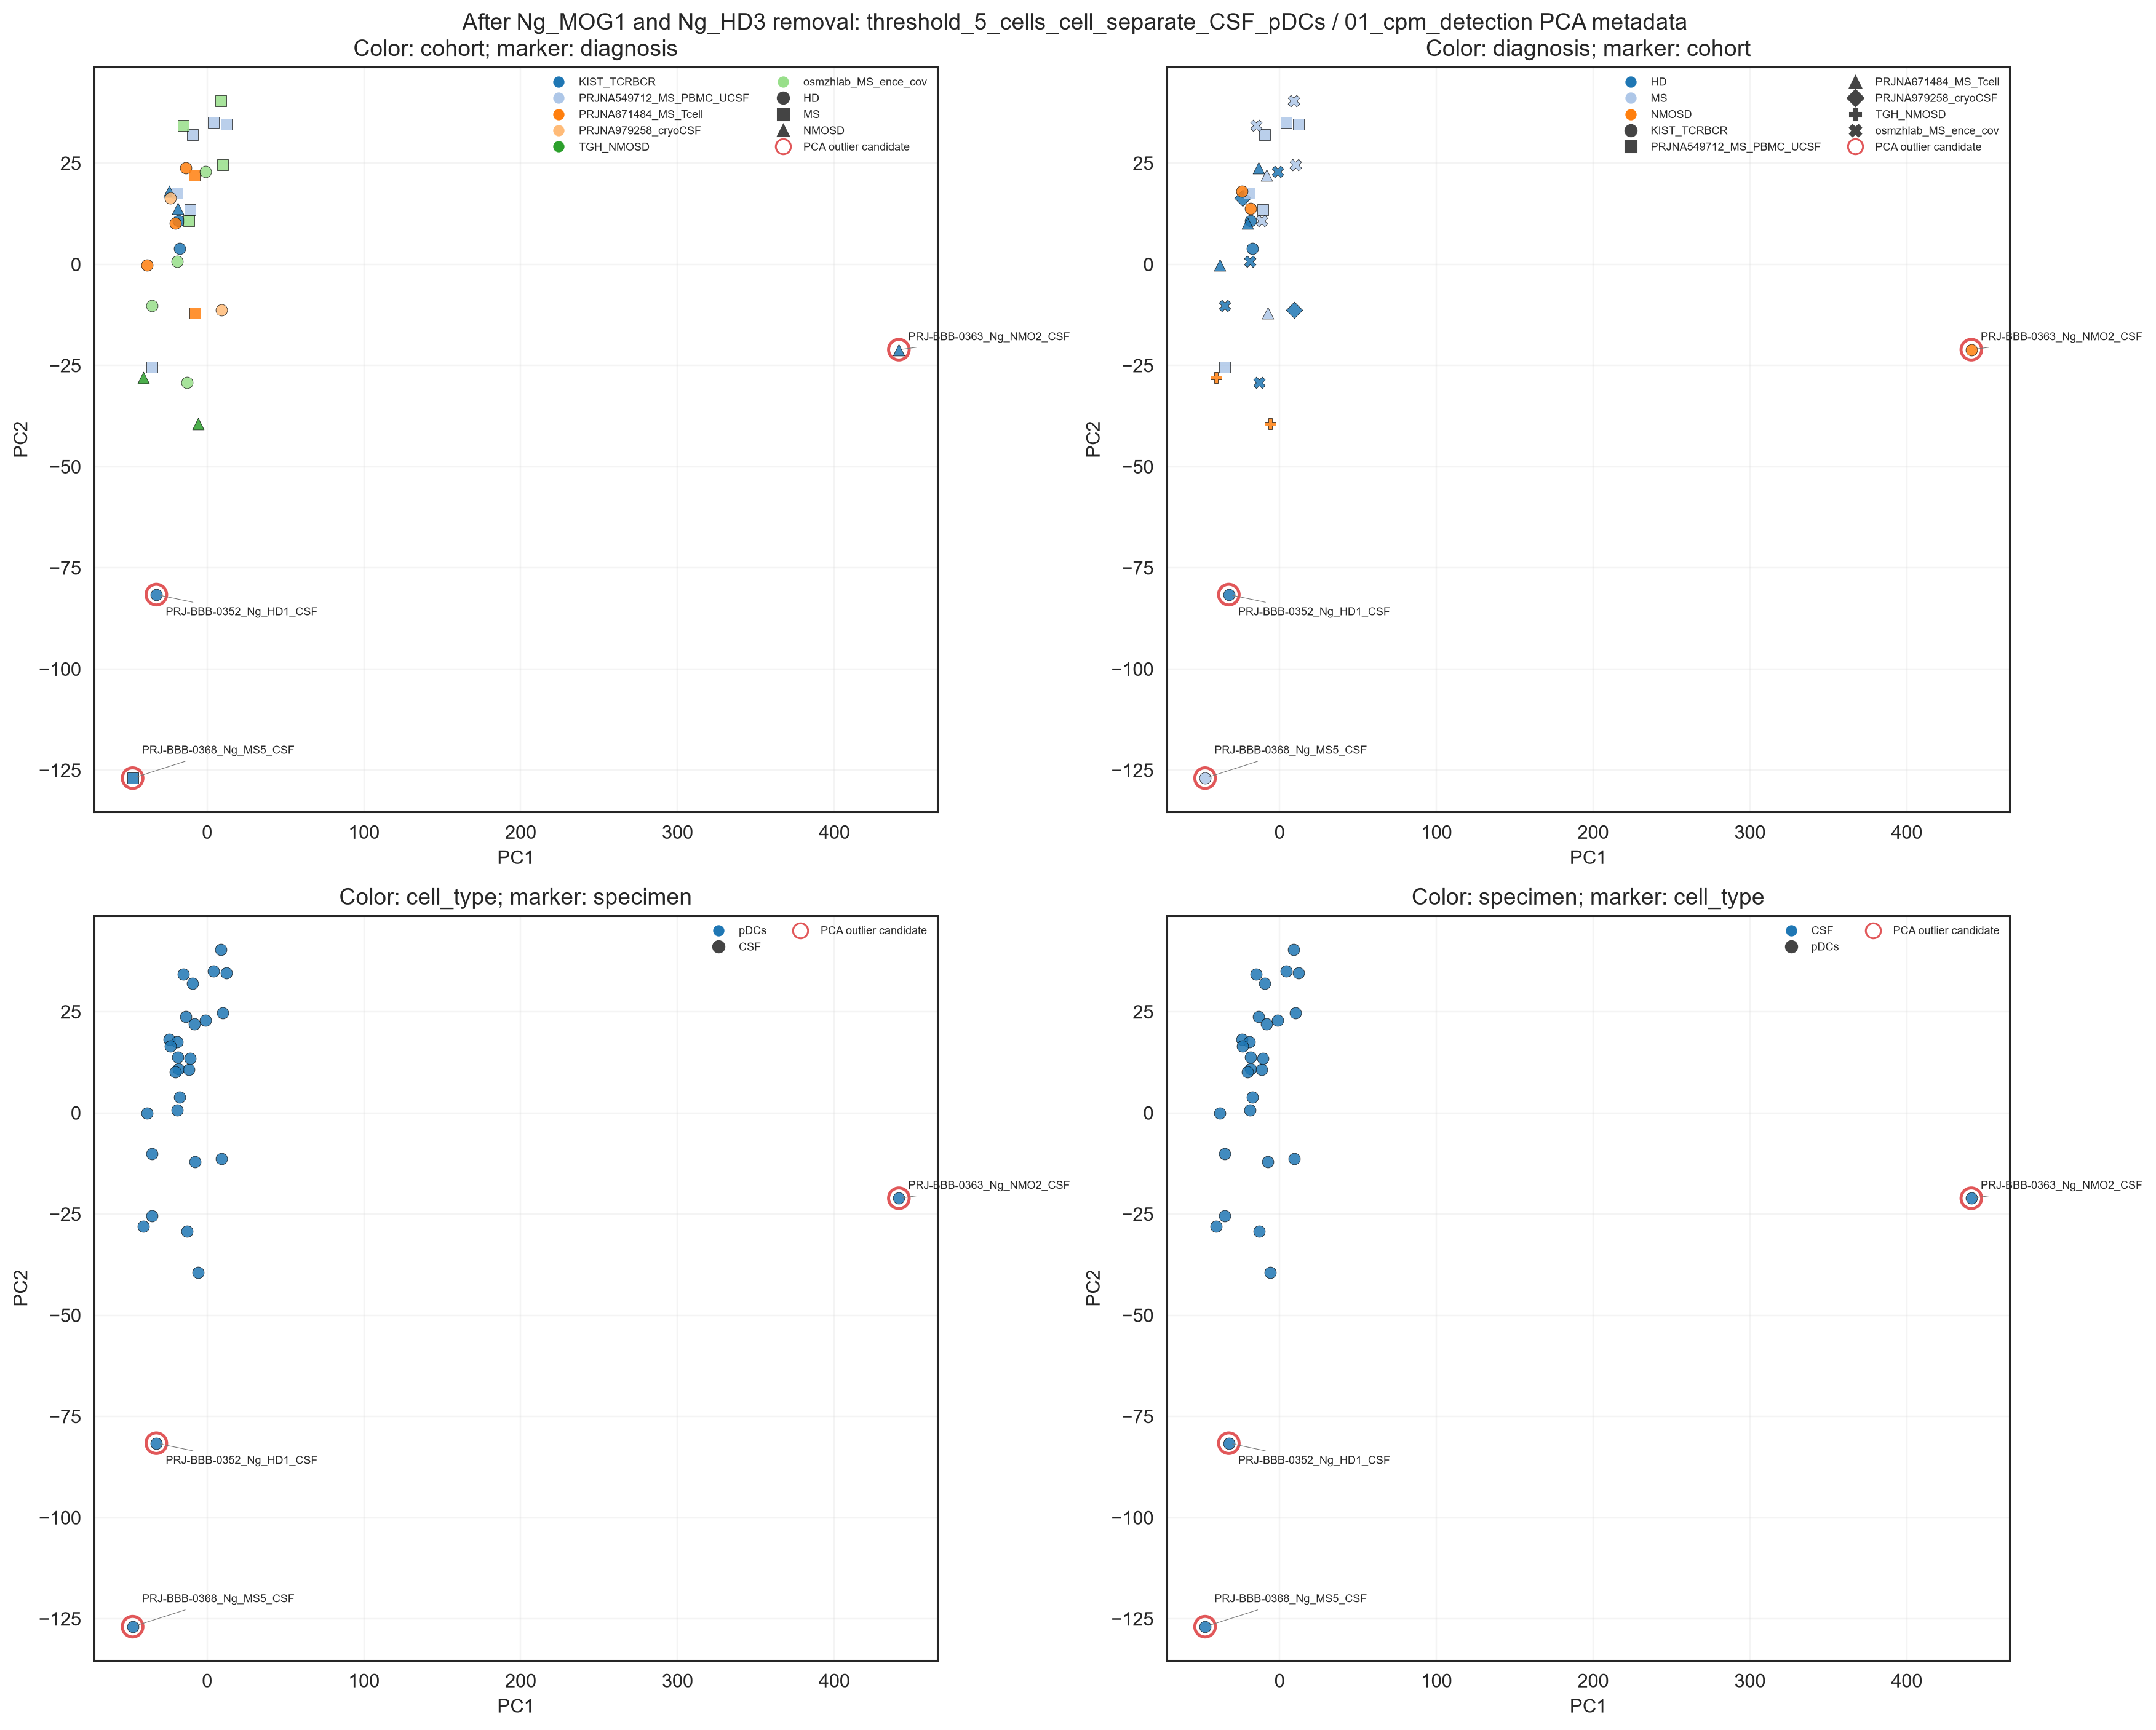 After Ng_MOG1 and Ng_HD3 removal: threshold_5_cells_cell_separate_CSF_pDCs / 01_cpm_detection PCA metadata
Color: cohort; marker: diagnosis
KIST_TCRBCR
PRJNA549712_MS_PBMC_UCSF
PRJNA671484_MS_Tcell
PRJNA979258_cryoCSF
TGH_NMOSD
osmzhlab_MS_ence_cov
HD
MS
NMOSD
PCA outlier candidate
25
0
−25
−50
−75
−100
−125
PC2
PRJ-BBB-0363_Ng_NMO2_CSF
PRJ-BBB-0352_Ng_HD1_CSF
PRJ-BBB-0368_Ng_MS5_CSF
0 100 200 300 400
PC1
Color: diagnosis; marker: cohort
HD
MS
NMOSD
KIST_TCRBCR
PRJNA549712_MS_PBMC_UCSF
PRJNA671484_MS_Tcell
PRJNA979258_cryoCSF
TGH_NMOSD
osmzhlab_MS_ence_cov
PCA outlier candidate
25
0
−25
−50
−75
−100
−125
PC2
PRJ-BBB-0363_Ng_NMO2_CSF
PRJ-BBB-0352_Ng_HD1_CSF
PRJ-BBB-0368_Ng_MS5_CSF
0 100 200 300 400
PC1
Color: cell_type; marker: specimen
pDCs
CSF
PCA outlier candidate
25
0
−25
−50
−75
−100
−125
PC2
PRJ-BBB-0363_Ng_NMO2_CSF
PRJ-BBB-0352_Ng_HD1_CSF
PRJ-BBB-0368_Ng_MS5_CSF
0 100 200 300 400
PC1
Color: specimen; marker: cell_type
CSF
pDCs
PCA outlier candidate
25
0
−25
−50
−75
−100
−125
PC2
PRJ-BBB-0363_Ng_NMO2_CSF
PRJ-BBB-0352_Ng_HD1_CSF
PRJ-BBB-0368_Ng_MS5_CSF
0 100 200 300 400
PC1